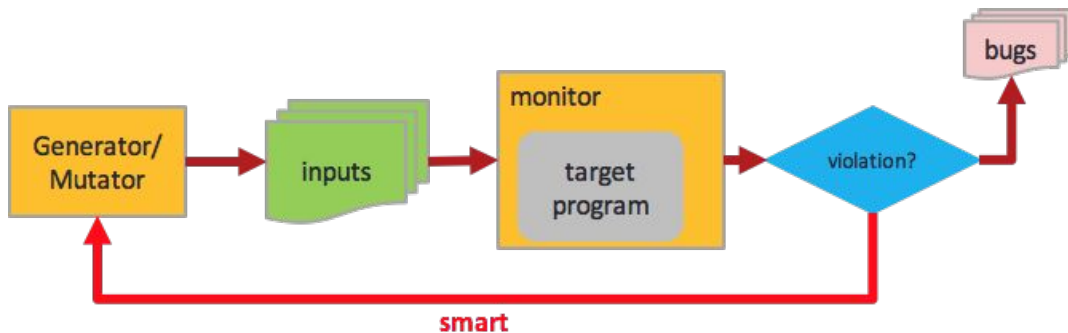 bugs
monitor
Generator/
Mutator
inputs
target
program
violation?
smart